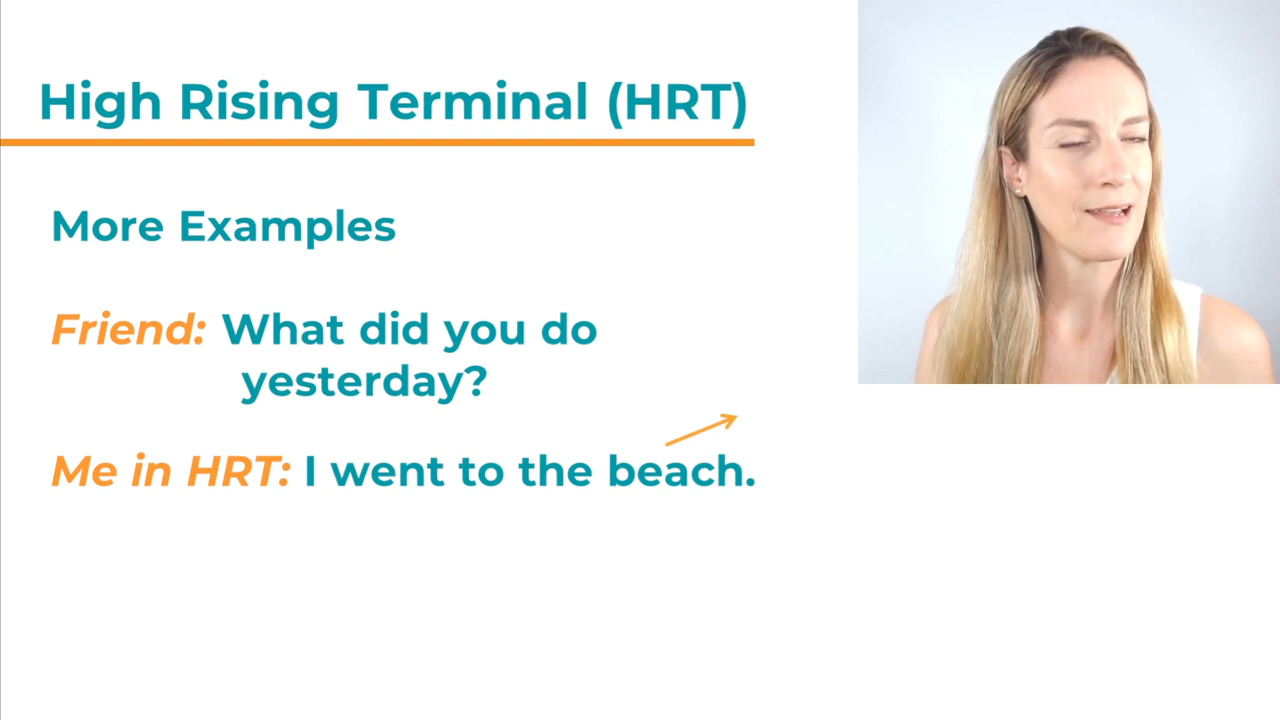 High Rising Terminal (HRT)
More Examples
Friend: What did you do
yesterday?
Me in HRT: I went to the beach.